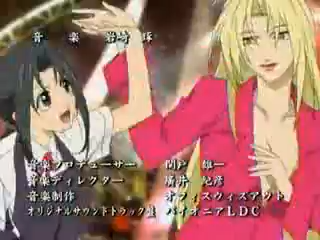 音楽 岩崎 琢
音楽プロデューサー 関戸 雄一
音楽ディレクター 廣井 紀彦
音楽制作 オフィスウィズアウト
オリジナルサウンドトラック盤 パイオニアLDC